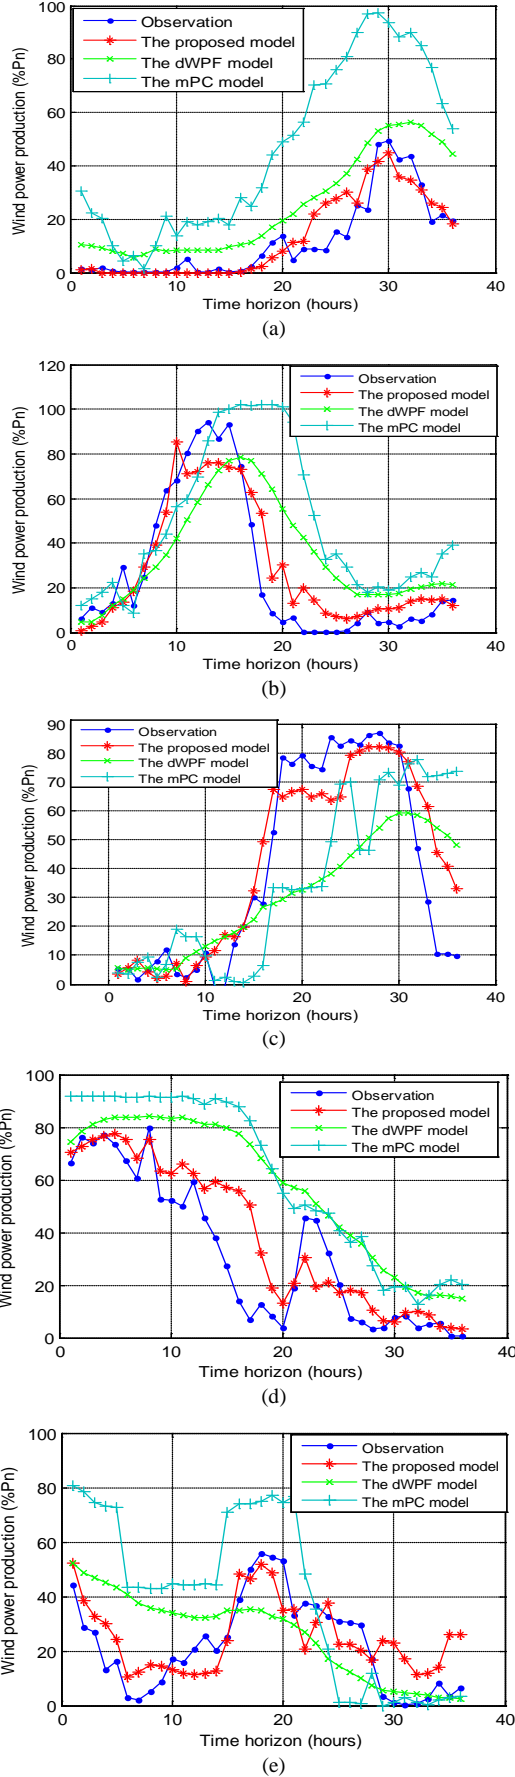 100
80
60
40
20
0
0
10
20
30
40
Wind power production (%Pn)
Time horizon (hours)
Observation
The proposed model
The dWPF model
The mPC model
(a)
120
100
80
60
40
20
0
0
10
20
30
40
Wind power production (%Pn)
Time horizon (hours)
Observation
The proposed model
The dWPF model
The mPC model
(b)
90
80
70
60
50
40
30
20
10
0
0
10
20
30
40
Wind power production (%Pn)
Time horizon (hours)
Observation
The proposed model
The dWPF model
The mPC model
(c)
100
80
60
40
20
0
0
10
20
30
40
Wind power production (%Pn)
Time horizon (hours)
Observation
The proposed model
The dWPF model
The mPC model
(d)
100
80
60
40
20
0
0
10
20
30
40
Wind power production (%Pn)
Time horizon (hours)
Observation
The proposed model
The dWPF model
The mPC model
(e)